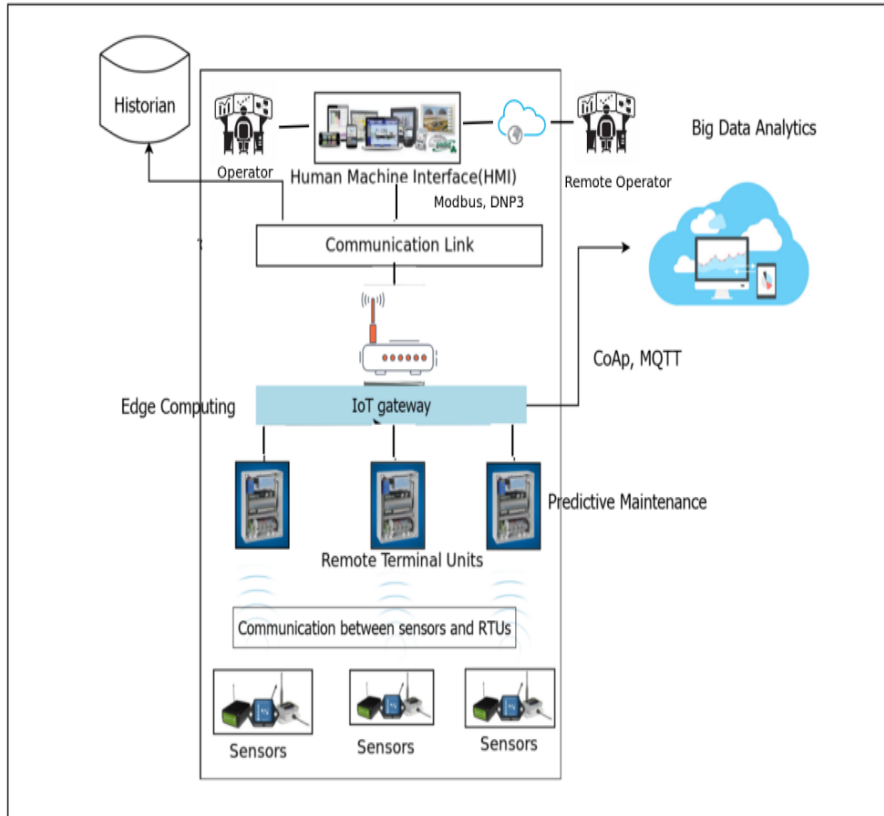 Historian
Operator
Human Machine Interface(HMI)
Remote Operator
Big Data Analytics
Modbus, DNP3
Communication Link
CoAp, MQTT
Edge Computing
IoT gateway
Predictive Maintenance
Remote Terminal Units
Communication between sensors and RTUs
Sensors
Sensors
Sensors